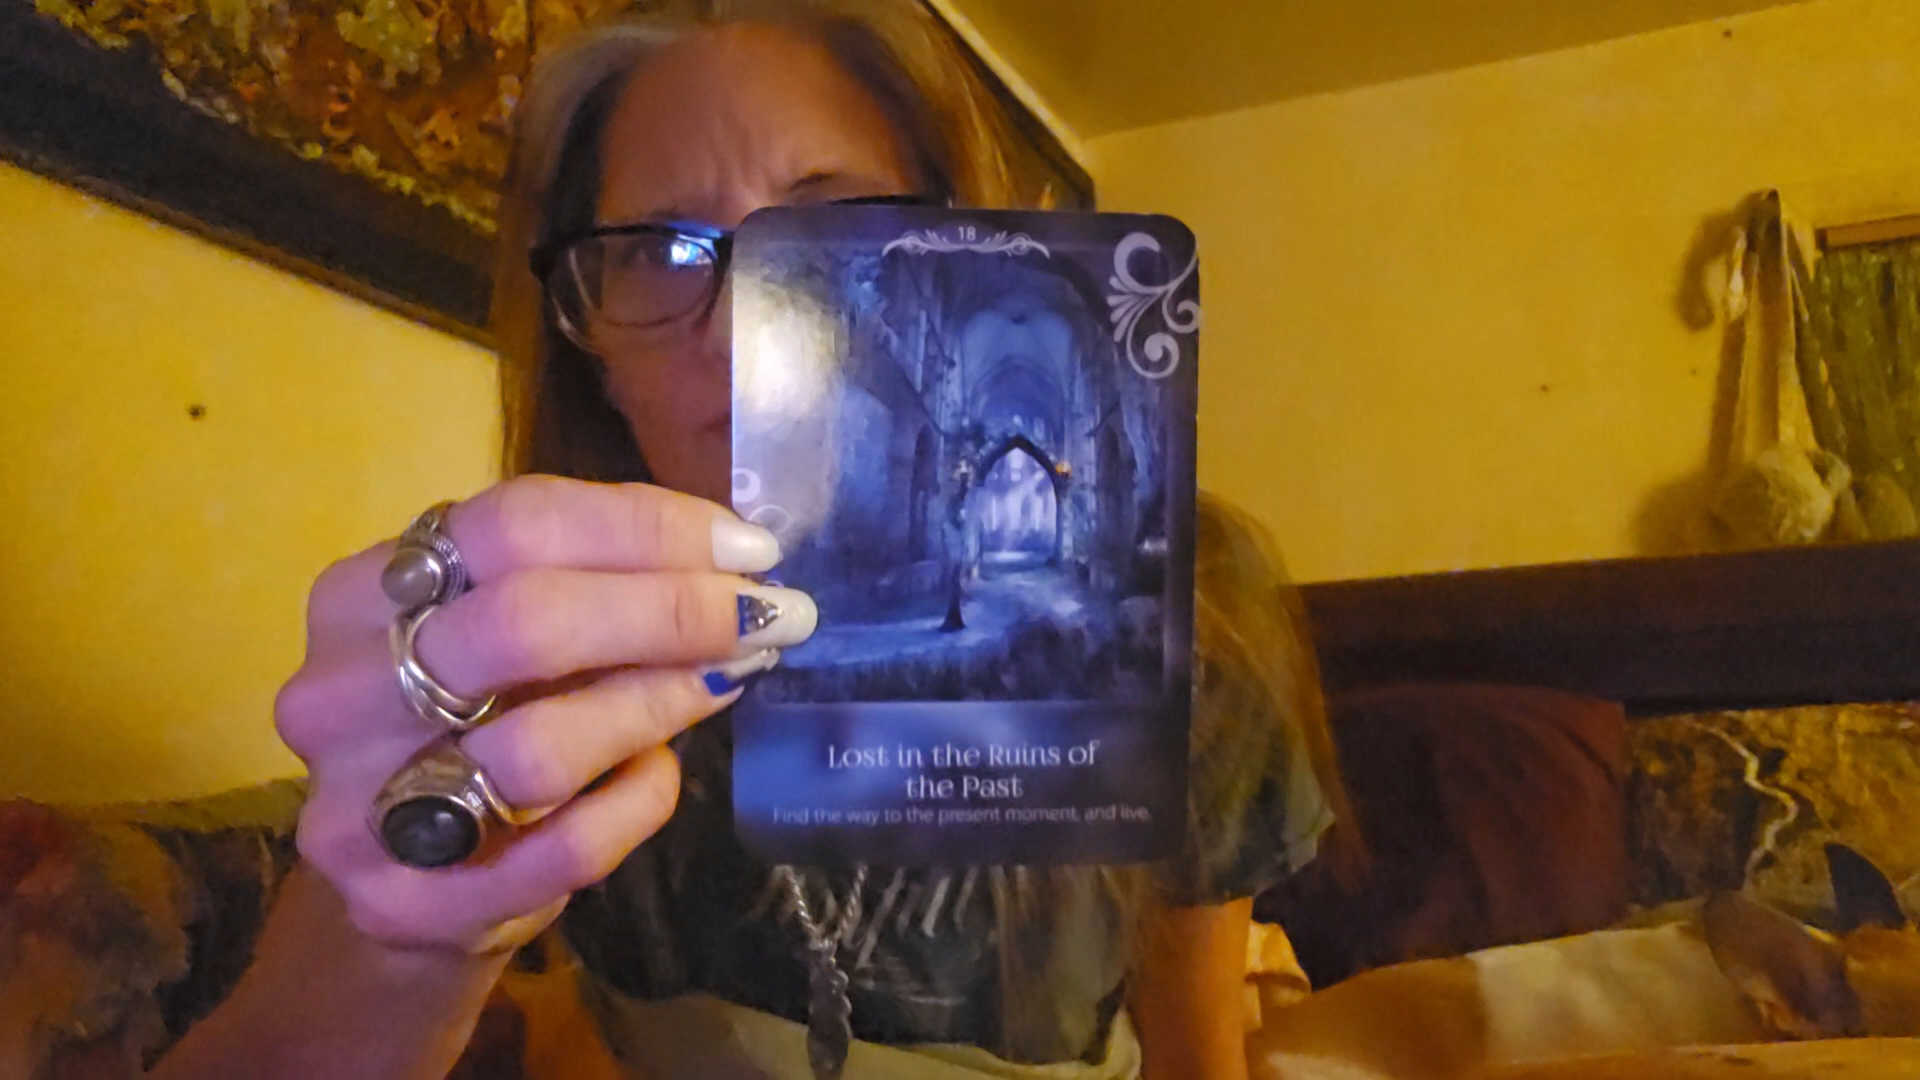 18
Lost in the Ruins of
the Past
Find the way to the present moment, and live.